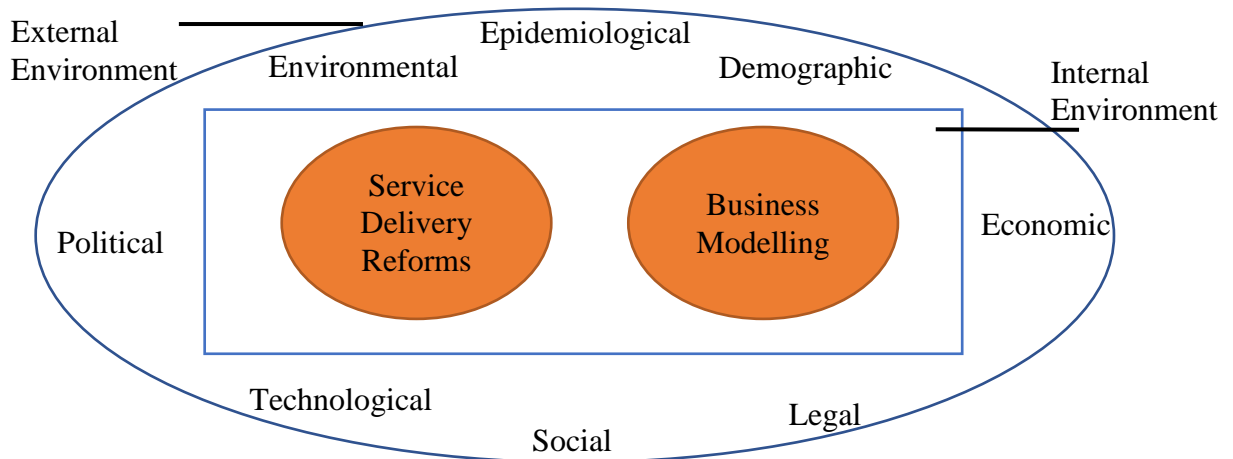 External
Environment
Epidemiological
Environmental
Demographic
Internal
Environment
Service
Delivery
Reforms
Business
Modelling
Political
Economic
Technological
Legal
Social